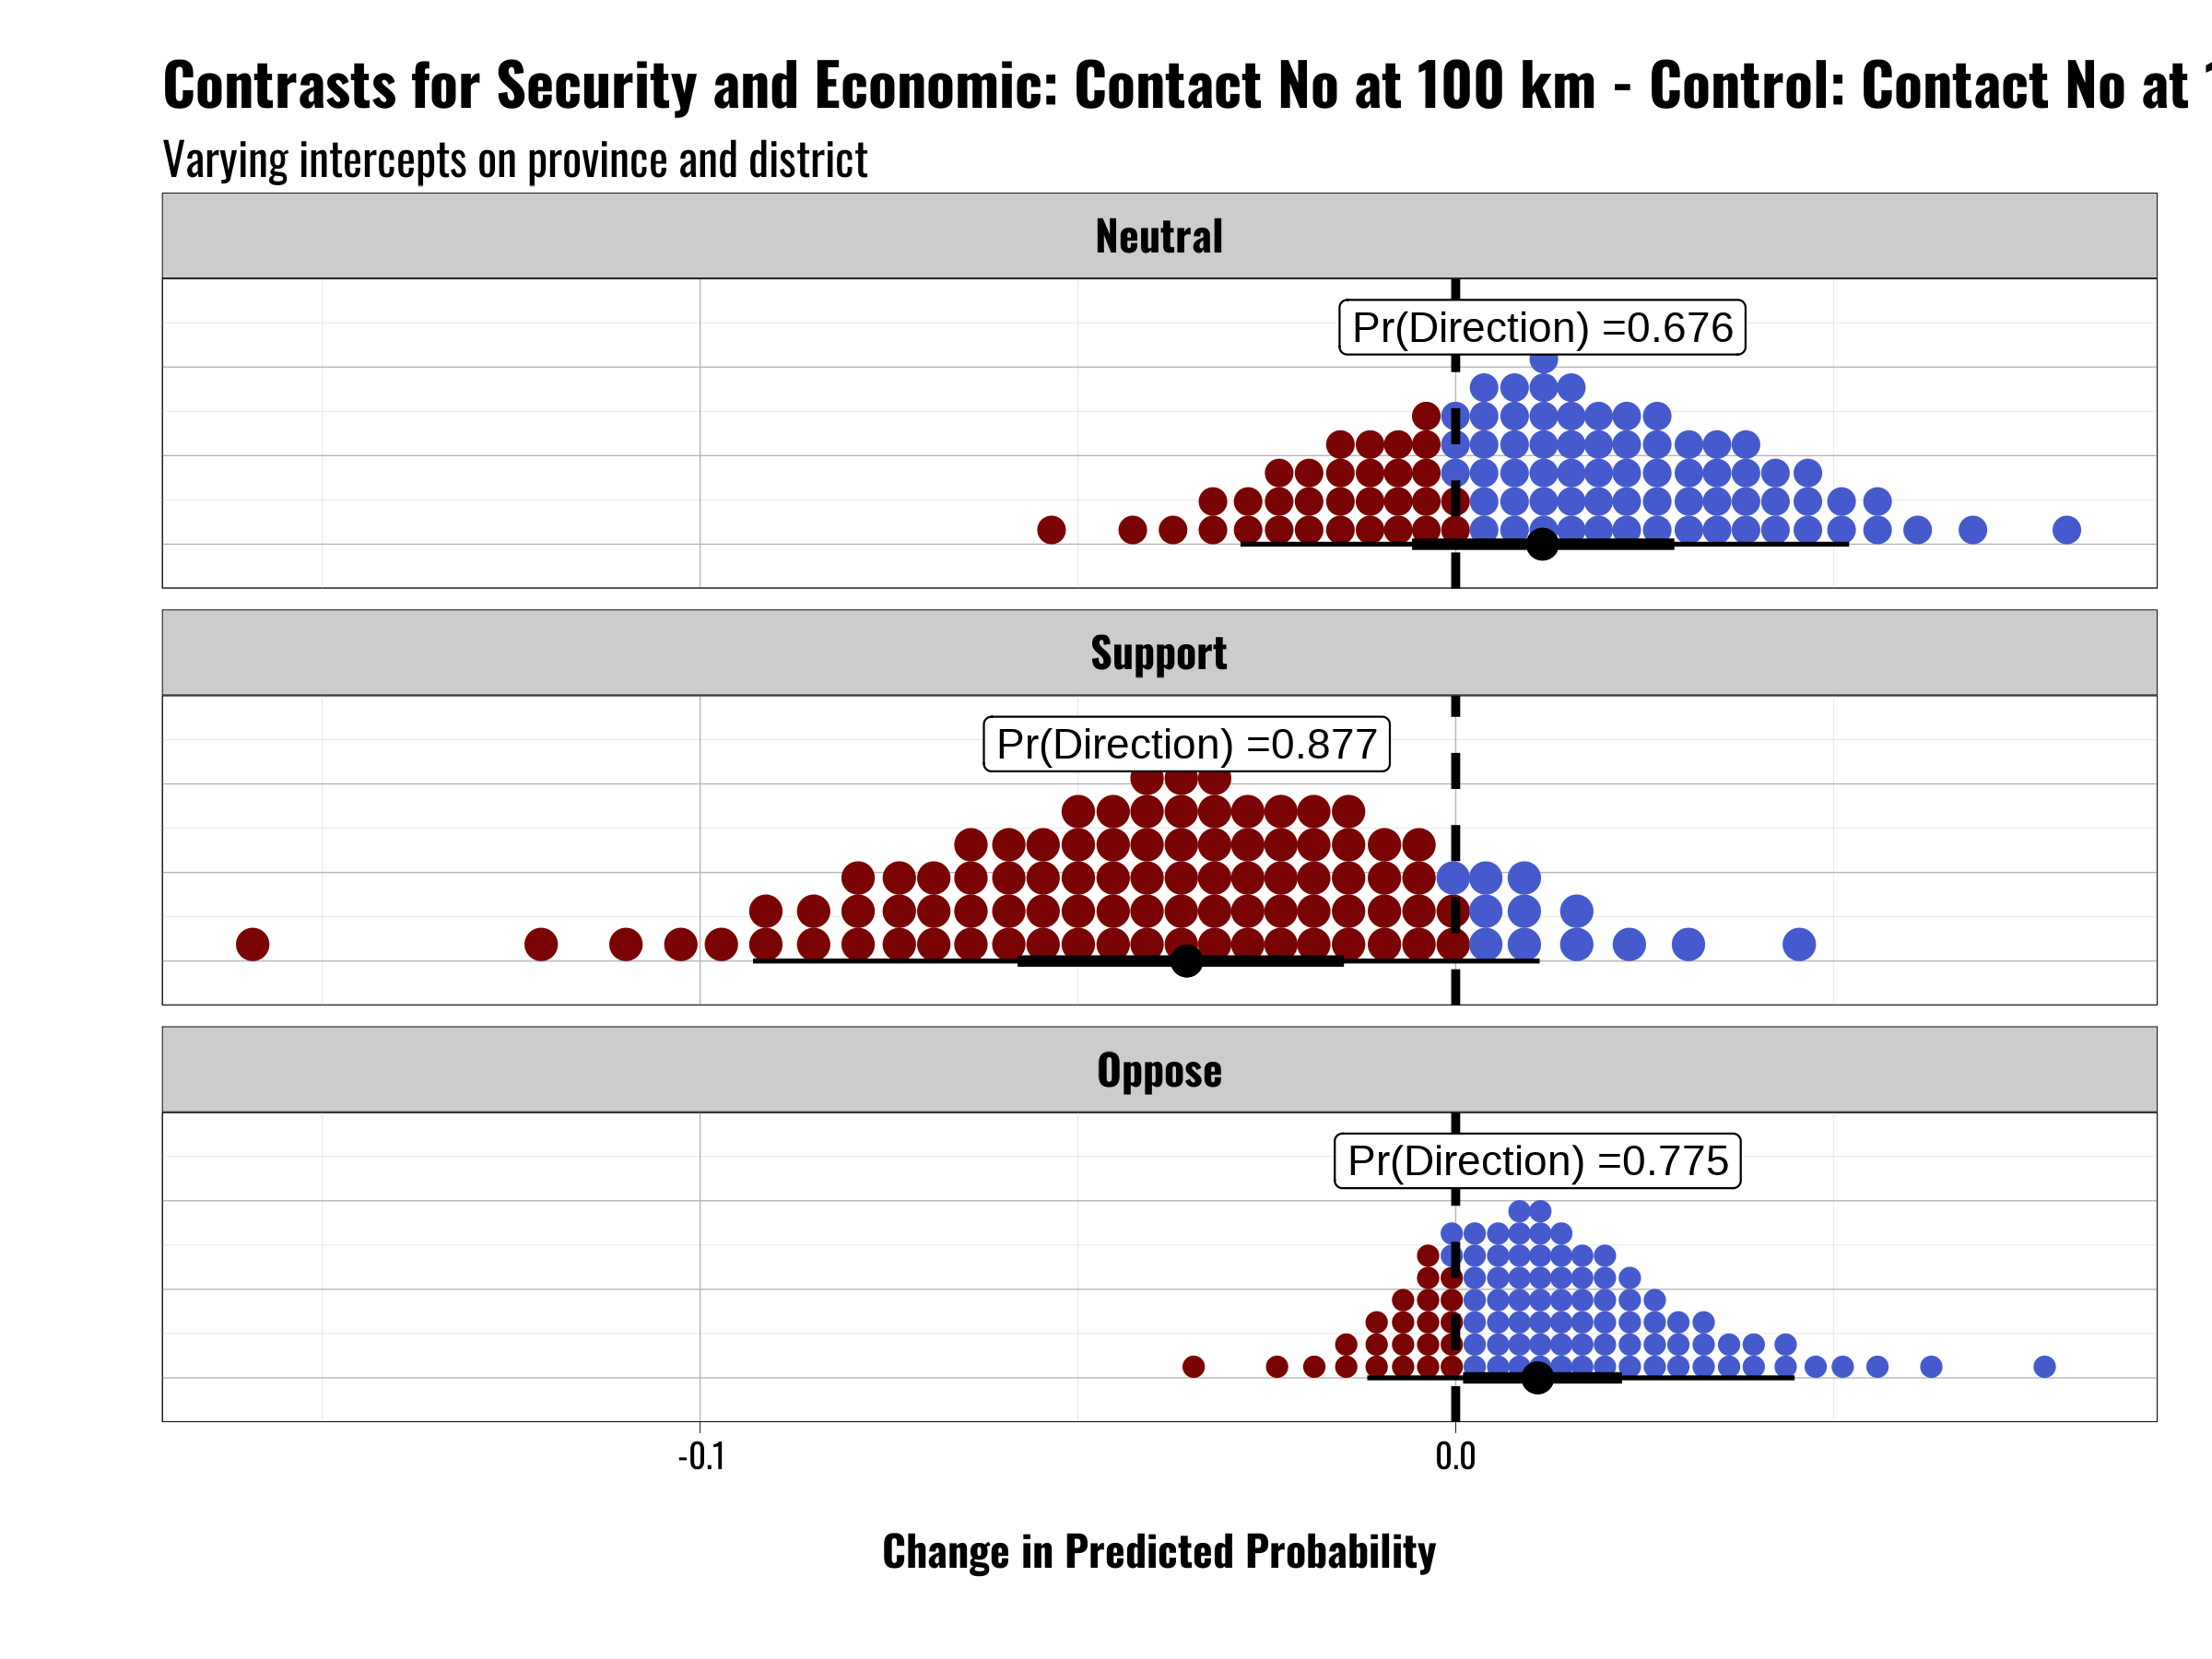 Contrasts for Security and Economic: Contact No at 100 km - Control: Contact No at
Varying intercepts on province and district
Neutral
Pr(Direction) =0.676
Support
Pr(Direction) =0.877
Oppose
Pr(Direction) =0.775
-0.1 0.0
Change in Predicted Probability